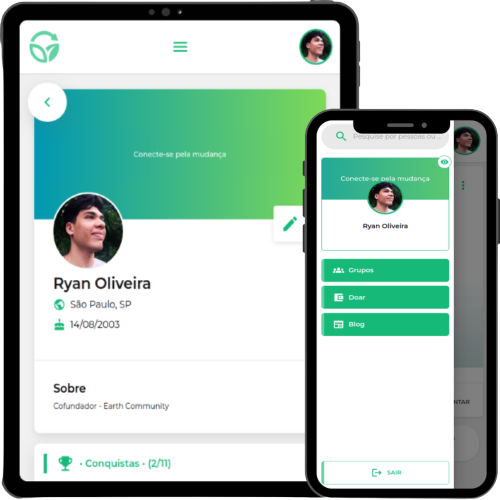 Conecte-se pela mudança
Ryan Oliveira
São Paulo, SP
14/08/2003
Sobre
Cofundador - Earth Community
• Conquistas • (2/11)
Pesquise por pessoas ou ...
Conecte-se pela mudança
Ryan Oliveira
Grupos
Doar
Blog
NTAR
SAIR